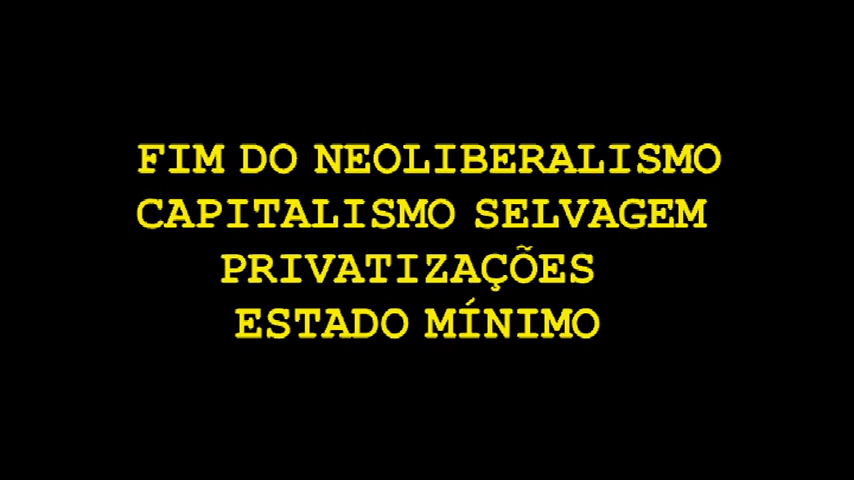 FIM DO NEOLIBERALISMO
CAPITALISMO SELVAGEM
PRIVATIZAÇÕES
ESTADO MÍNIMO